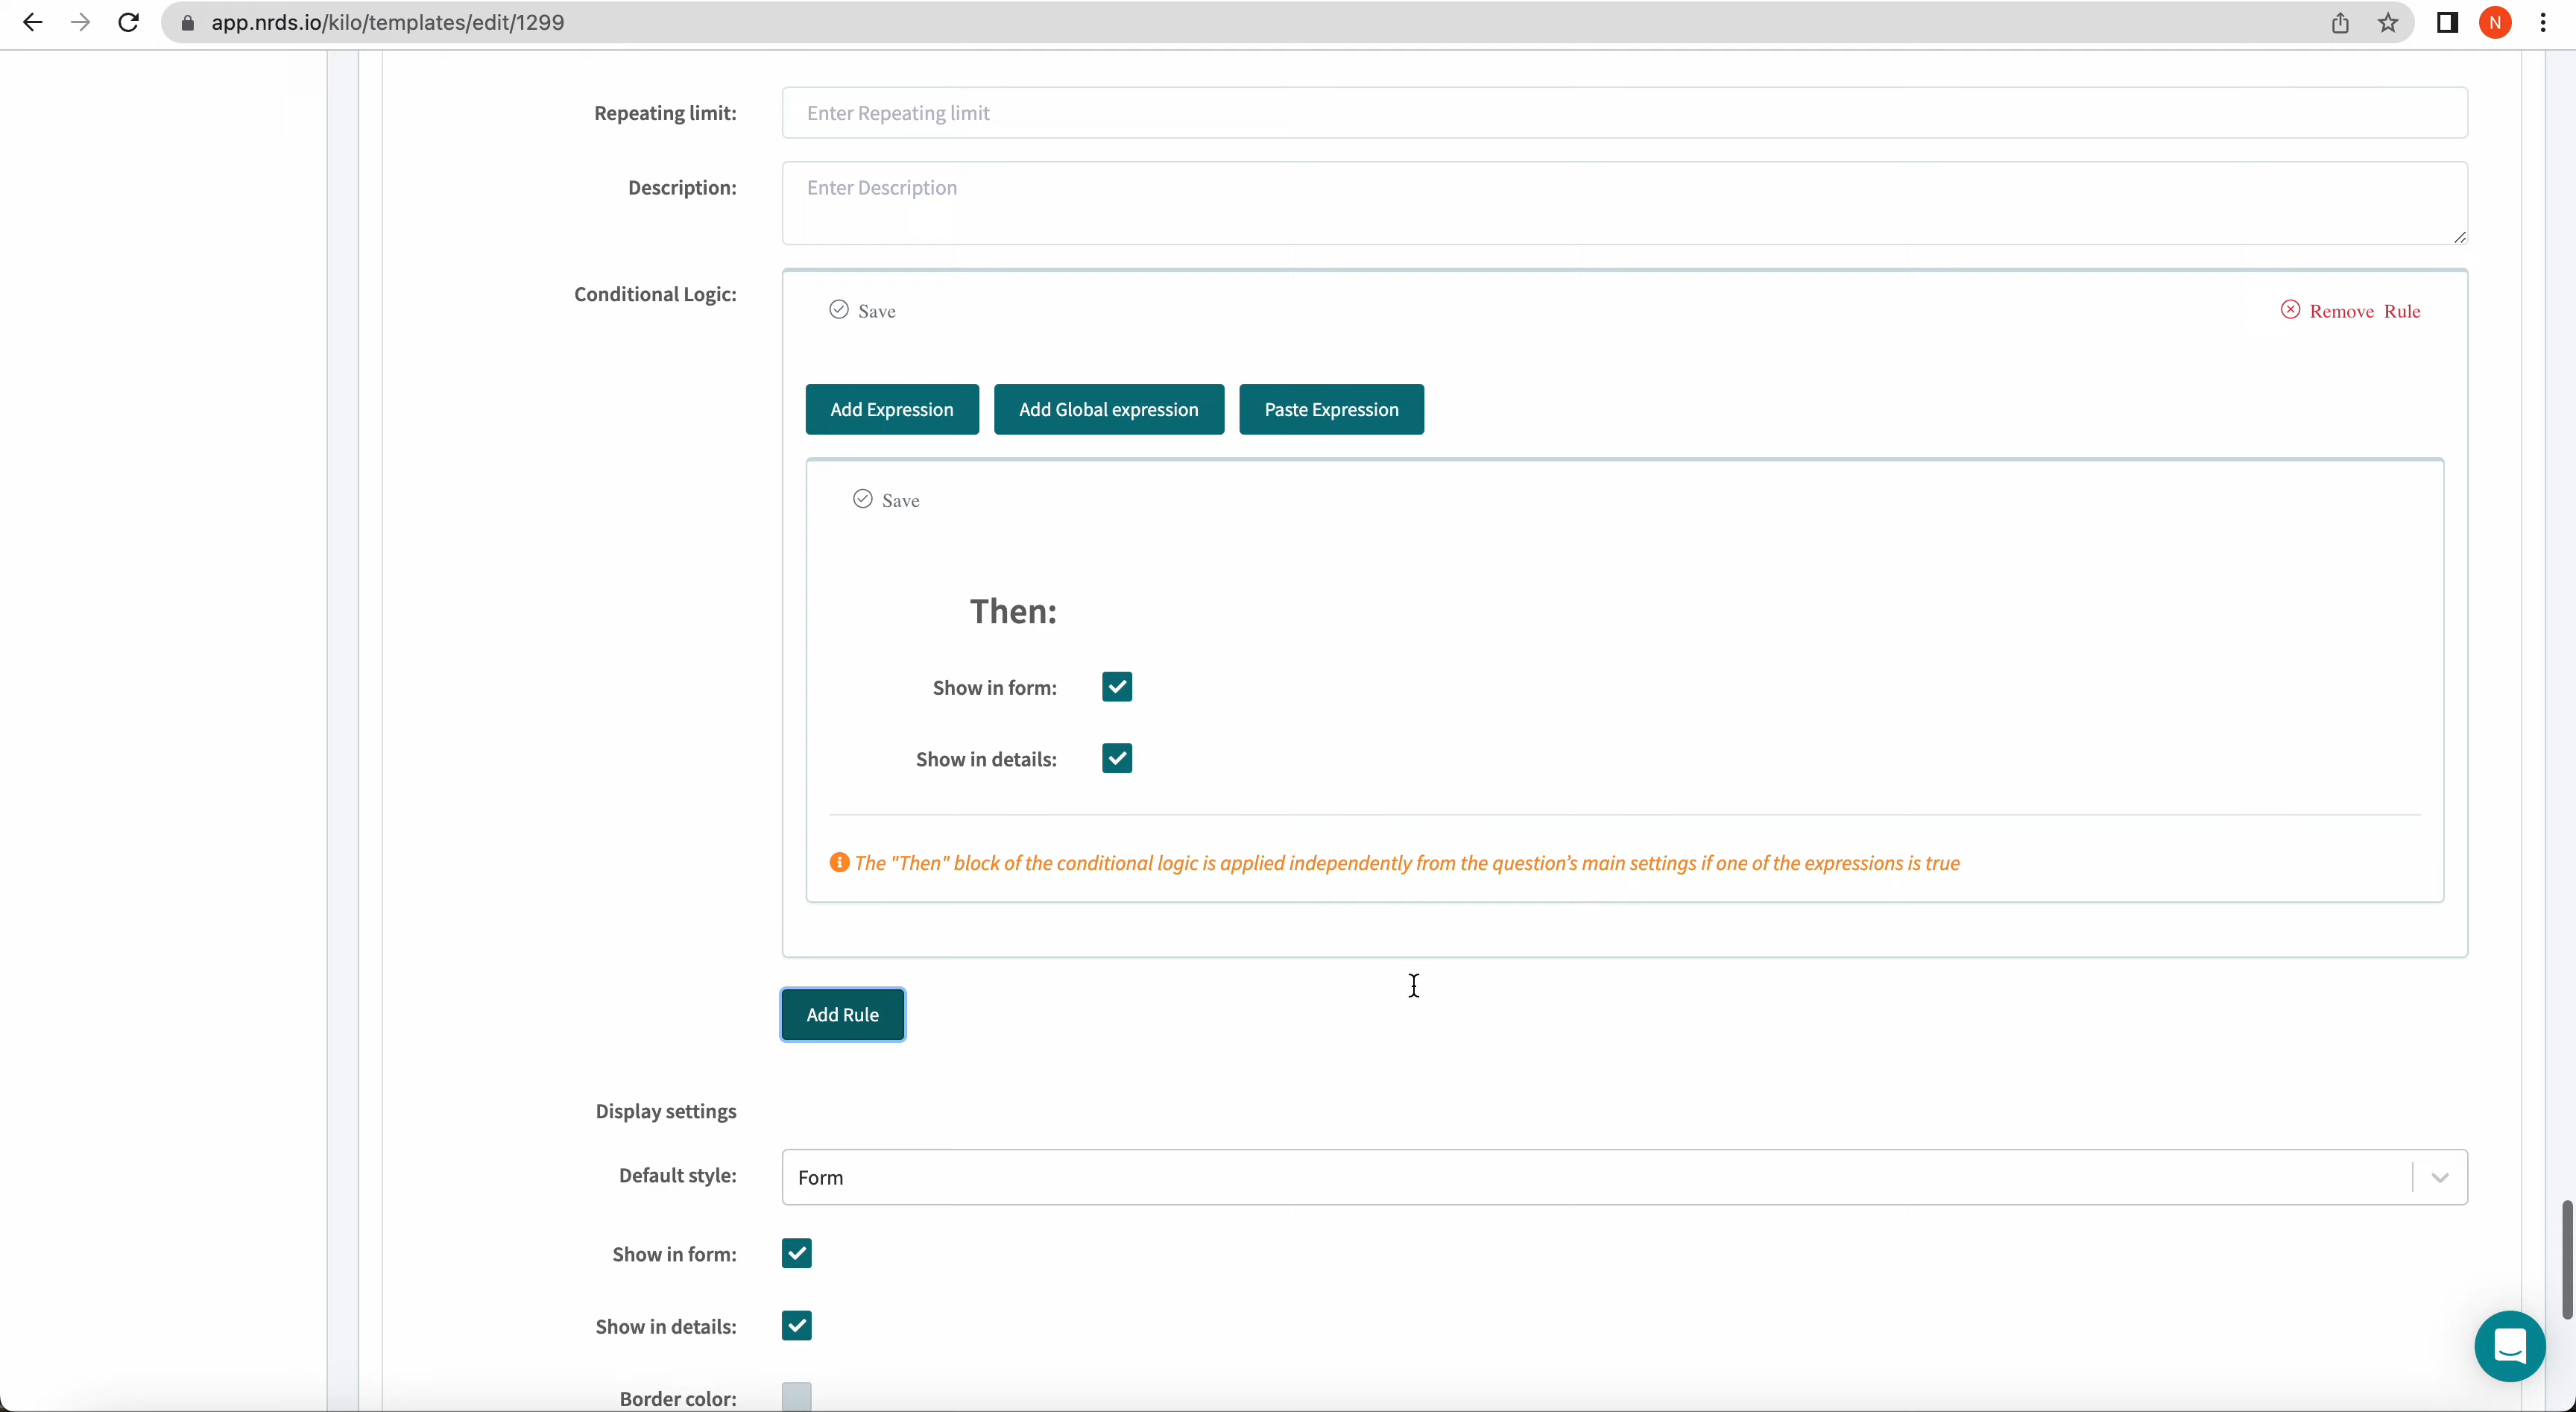 app.nrds.io/kilo/templates/edit/1299
N
Repeating limit:
Enter Repeating limit
Description:
Enter Description
Conditional Logic:
Save
Remove Rule
Add Expression
Add Global expression
Paste Expression
Save
Then:
Show in form:
Show in details:
The "Then" block of the conditional logic is applied independently from the question's main settings if one of the expressions is true
Add Rule
Display settings
Default style:
Form
Show in form:
Show in details:
Border color: